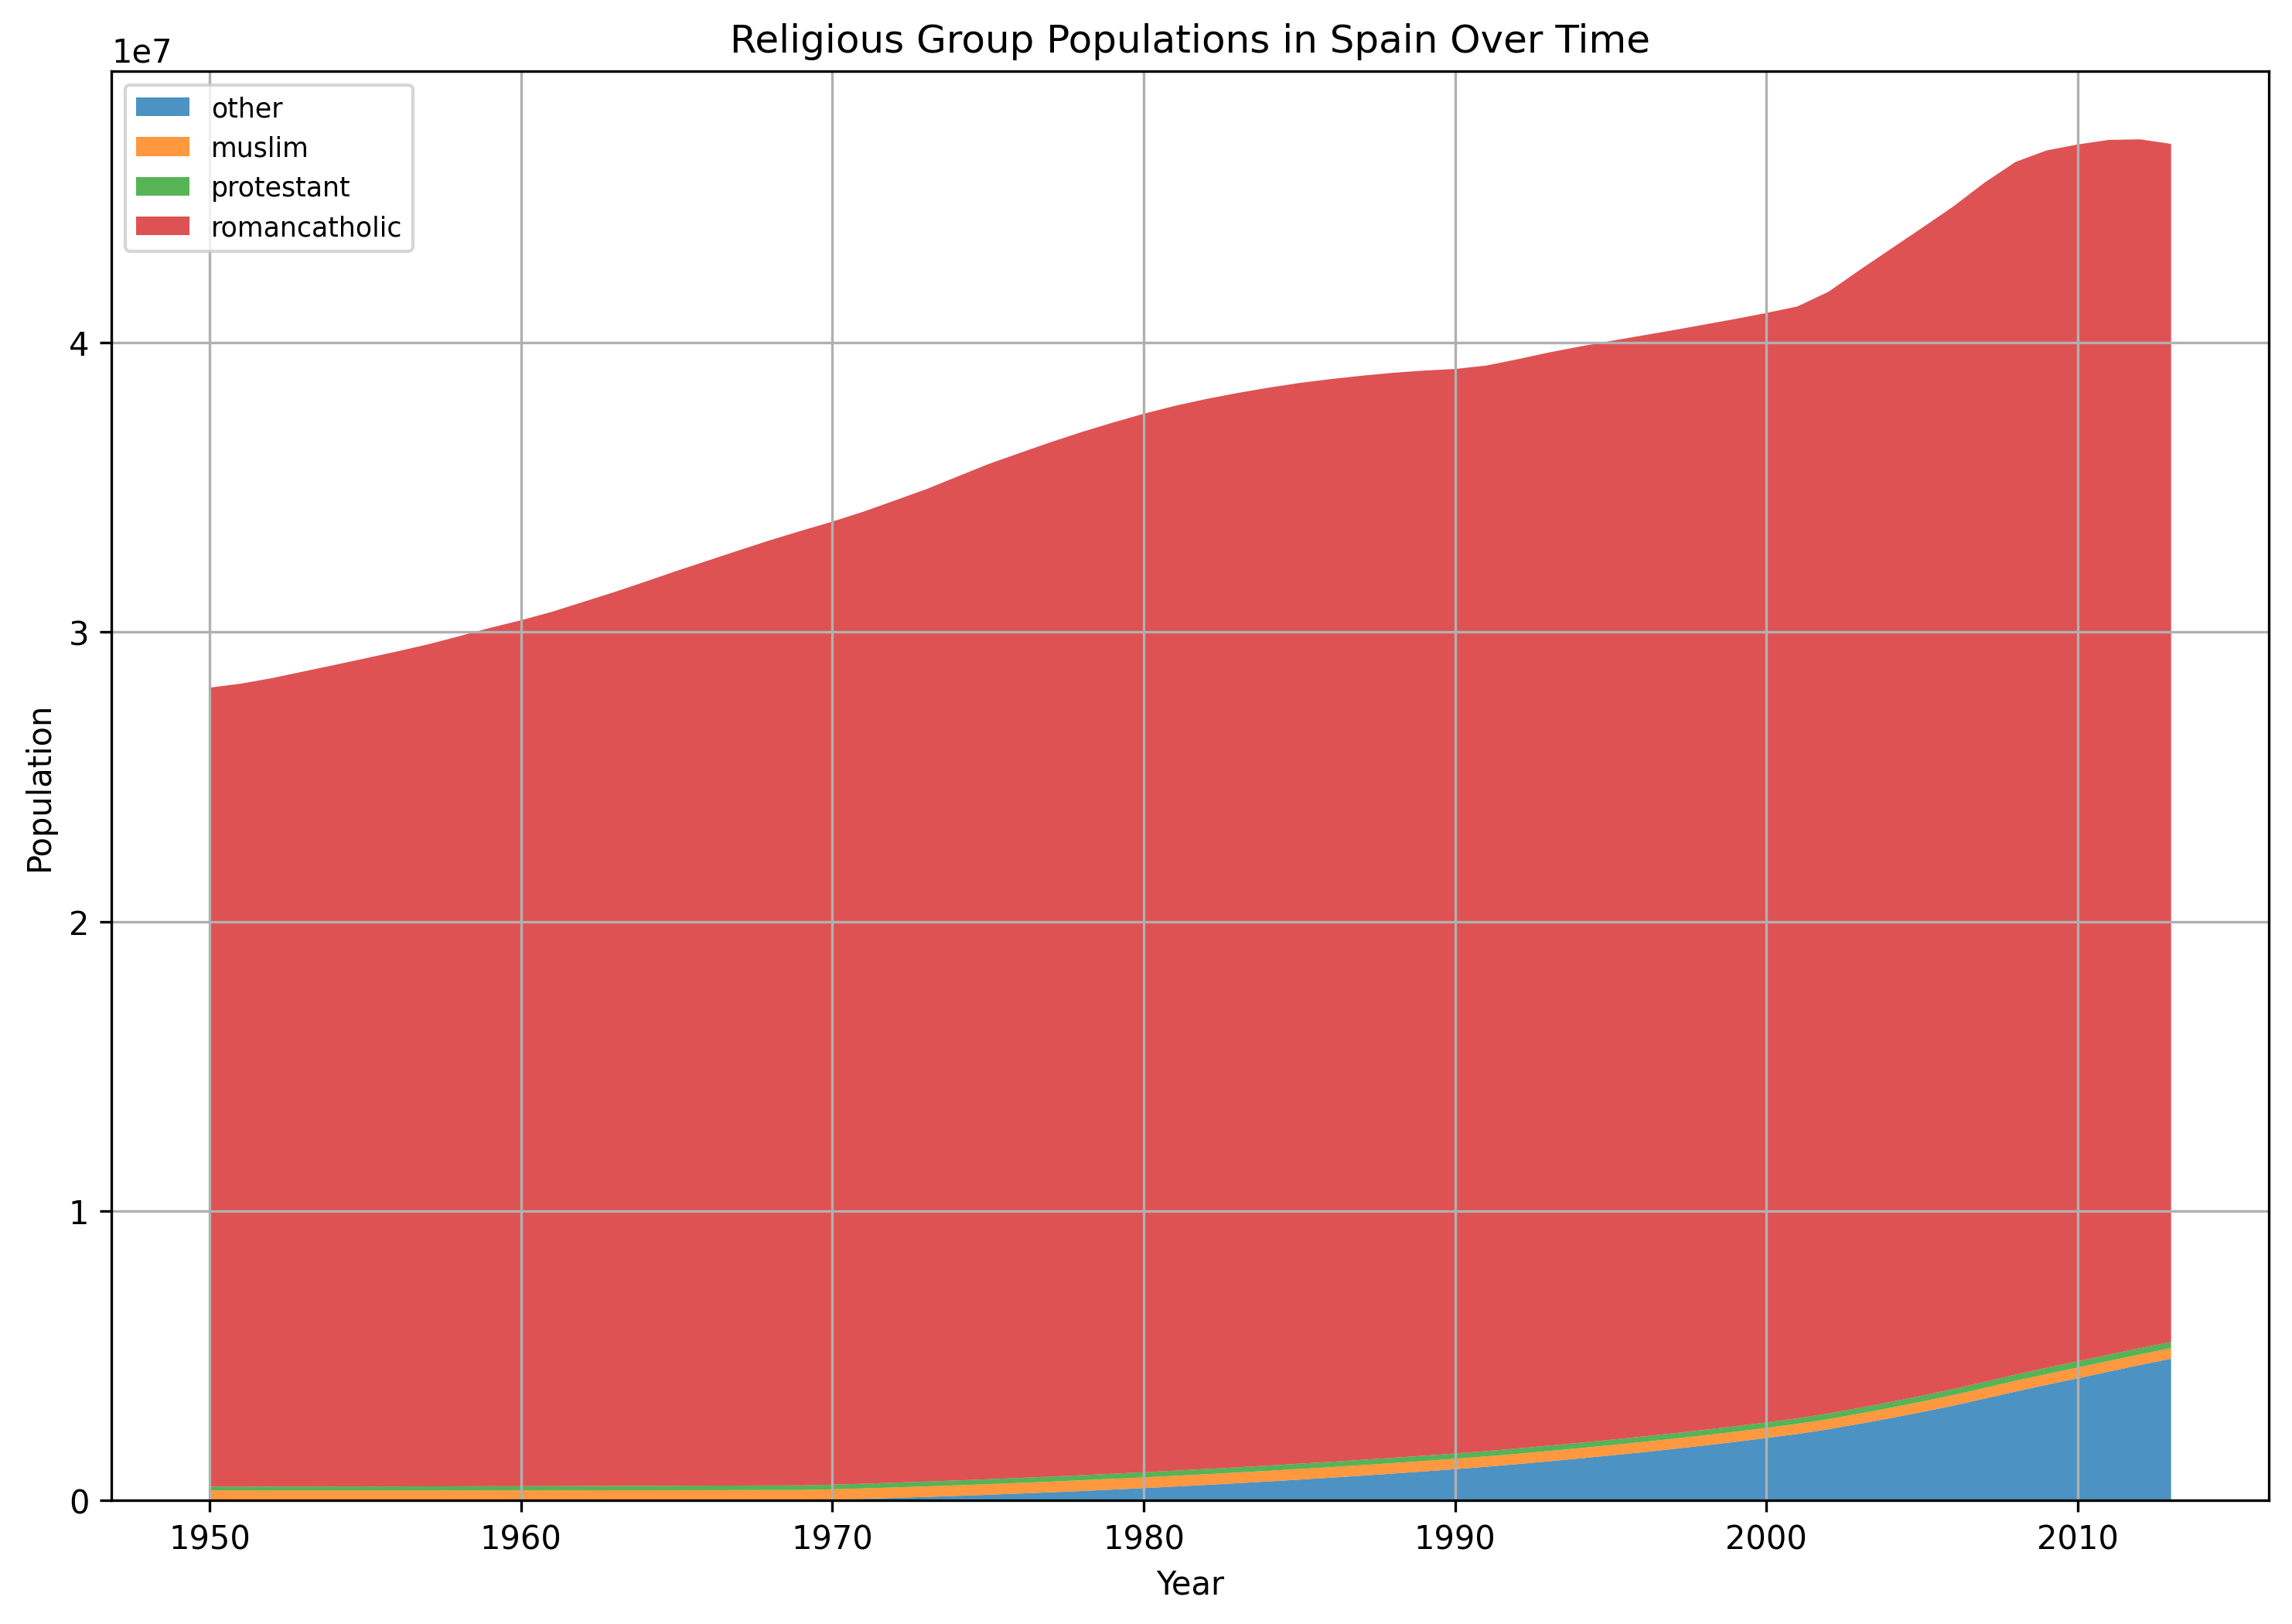 Religious Group Populations in Spain Over Time
1e7
other
muslim
protestant
romancatholic
4
3
2
1
0
Population
1950 1960 1970 1980 1990 2000 2010
Year